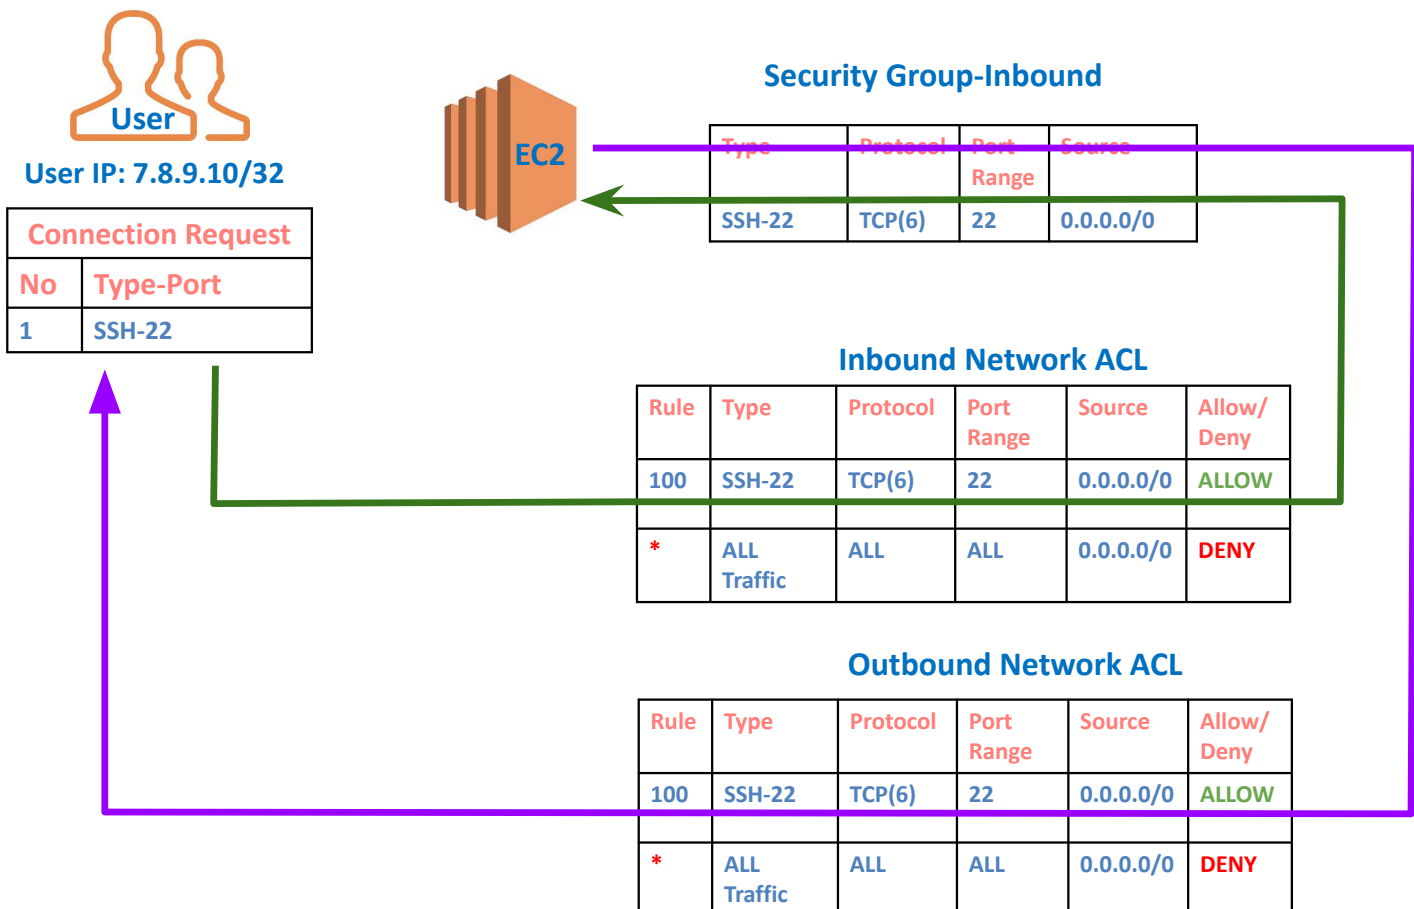 User
User IP: 7.8.9.10/32
Connection Request
No Type-Port
1 SSH-22
EC2
Security Group-Inbound
Type Protocol Port Source
Range
SSH-22 TCP(6) 22 0.0.0.0/0
Inbound Network ACL
Rule Type Protocol Port Source Allow/
Range Deny
100 SSH-22 TCP(6) 22 0.0.0.0/0 ALLOW
* ALL ALL ALL 0.0.0.0/0 DENY
Traffic
Outbound Network ACL
Rule Type Protocol Port Source Allow/
Range Deny
100 SSH-22 TCP(6) 22 0.0.0.0/0 ALLOW
* ALL ALL ALL 0.0.0.0/0 DENY
Traffic